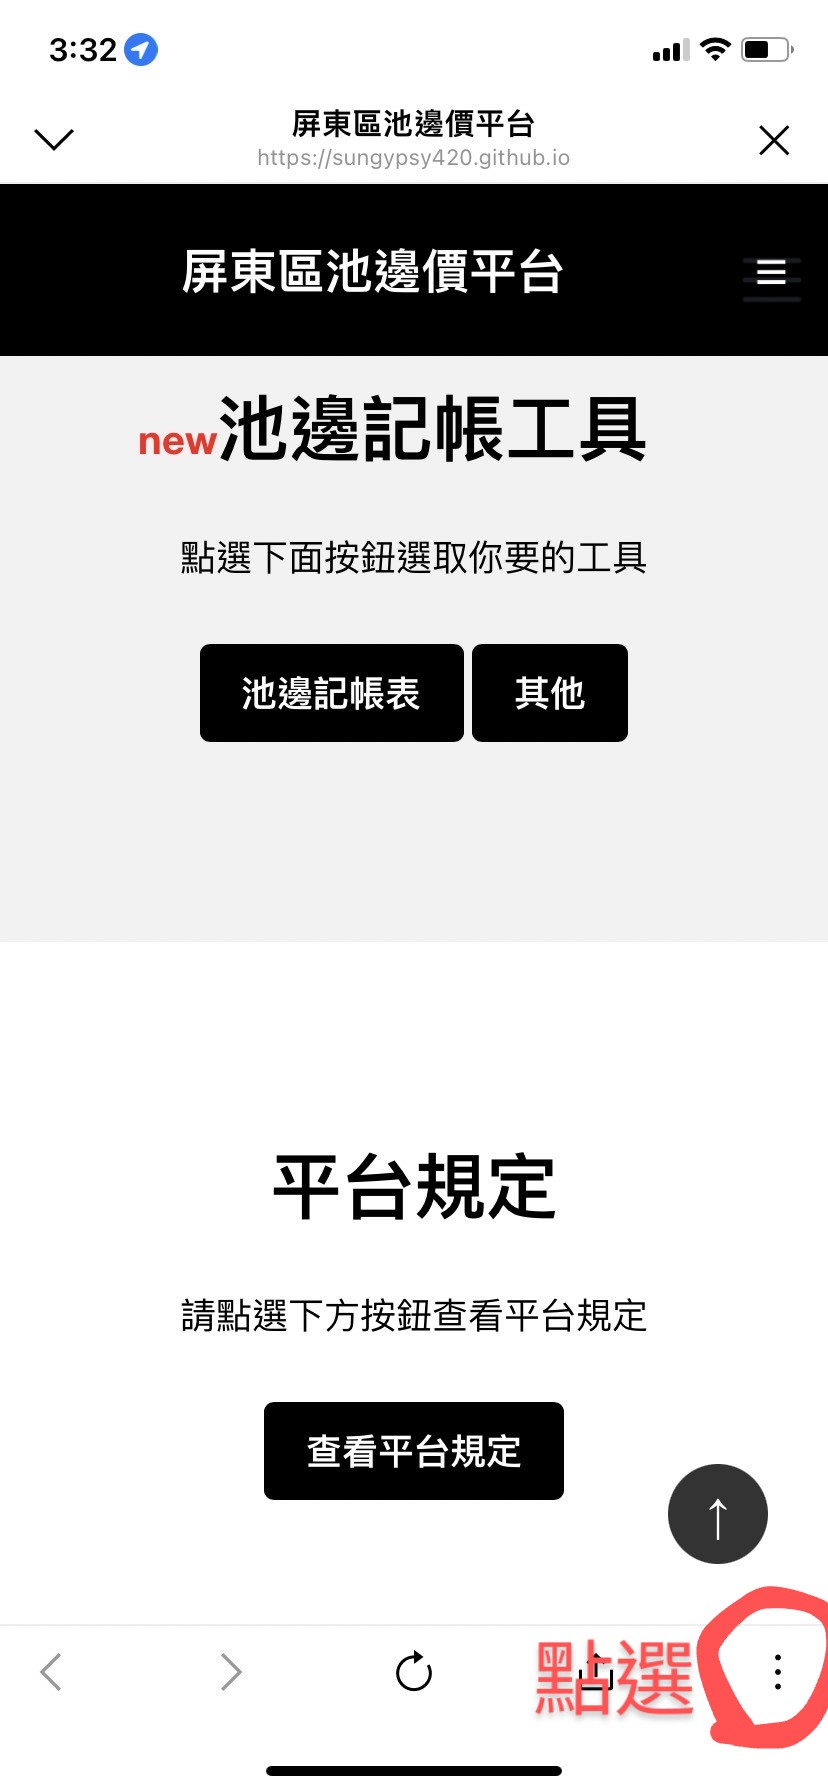 3:32
屏東區池邊價平台
https://sungypsy420.github.io
屏東區池邊價平台
new池邊記帳工具
點選下面按鈕選取你要的工具
池邊記帳表 其他
平台規定
請點選下方按鈕查看平台規定
查看平台規定
點選